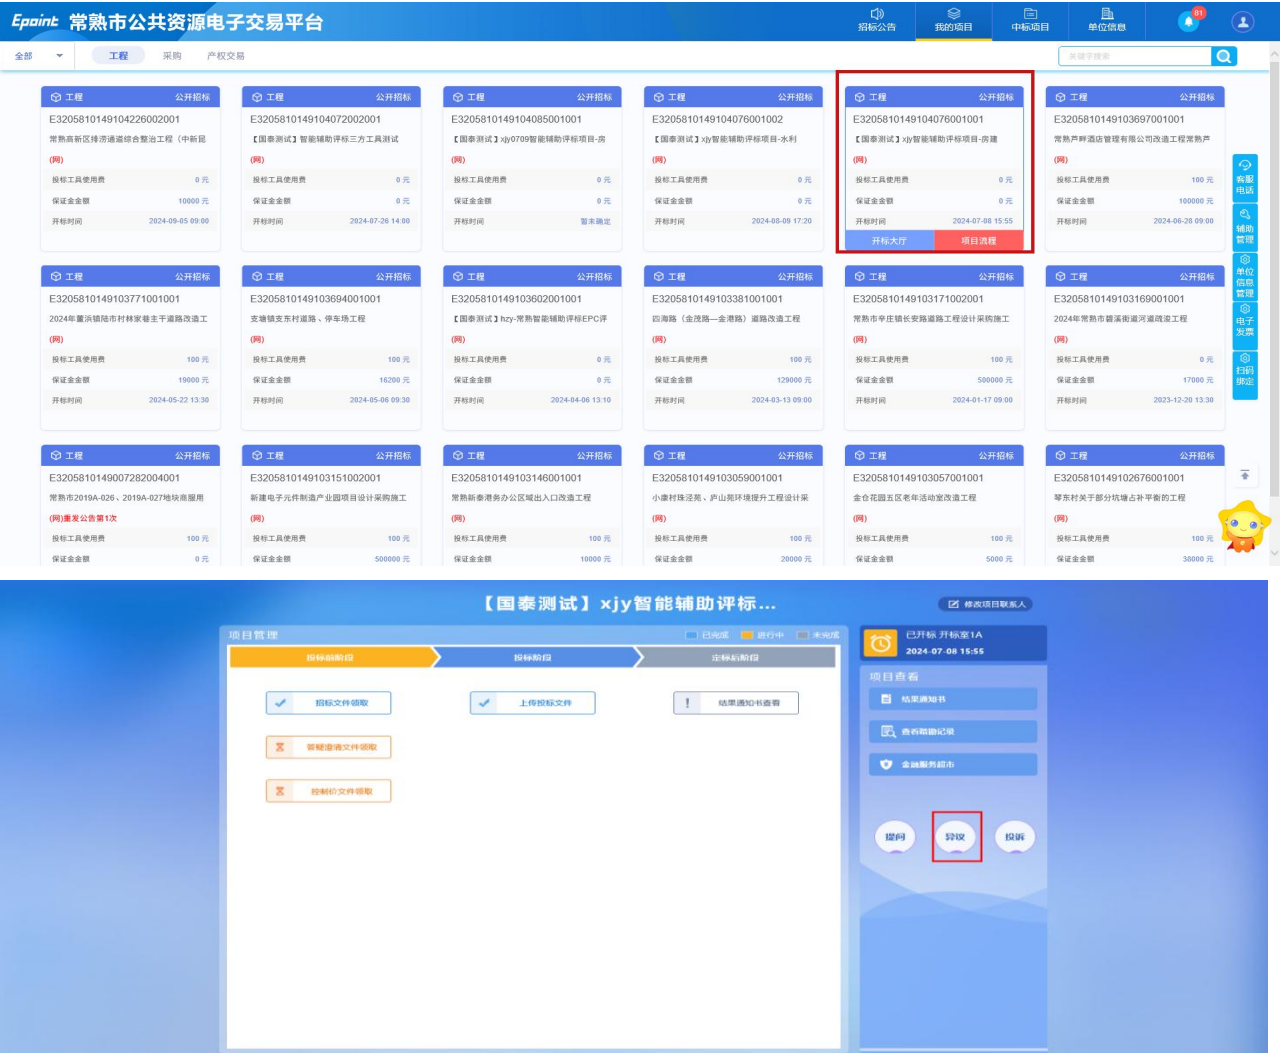 Epoint 常熟市公共资源电子交易平台
招标公告 我的项目 中标项目 单位信息 81
全部 工程 采购 产权交易 关键字搜索
工程 公开招标 工程 公开招标 工程 公开招标 工程 公开招标 工程 公开招标 工程 公开招标
E3205810149104226002001 E3205810149104072002001 E3205810149104085001001 E3205810149104076001002 E3205810149104076001001 E3205810149103697001001
常熟高新区排涝通道综合整治工程（中新昆 【国泰测试】智能辅助评标三方工具测试 【国泰测试】xjy0709智能辅助评标项目-房 【国泰测试】xjy智能辅助评标项目-水利 【国泰测试】xjy智能辅助评标项目-房建 常熟芦畔酒店管理有限公司改造工程常熟芦
(网) (网) (网) (网) (网) (网)
投标工具使用费 0 元 投标工具使用费 0 元 投标工具使用费 0 元 投标工具使用费 0 元 投标工具使用费 0 元 投标工具使用费 100 元
保证金金额 10000 元 保证金金额 0 元 保证金金额 0 元 保证金金额 0 元 保证金金额 0 元 保证金金额 100000 元
开标时间 2024-09-05 09:00 开标时间 2024-07-26 14:00 开标时间 暂未确定 开标时间 2024-08-09 17:20 开标时间 2024-07-08 15:55 开标时间 2024-06-28 09:00
开标大厅 项目流程
客服电话
辅助管理
单位信息管理
电子发票
扫码绑定
工程 公开招标 工程 公开招标 工程 公开招标 工程 公开招标 工程 公开招标 工程 公开招标
E3205810149103771001001 E3205810149103694001001 E3205810149103602001001 E3205810149103381001001 E3205810149103171002001 E3205810149103169001001
2024年董浜镇陆市村林家巷主干道路改造工 支塘镇支东村道路、停车场工程 【国泰测试】hzy-常熟智能辅助评标EPC评 四海路（金茂路—金港路）道路改造工程 常熟市辛庄镇长安路道路工程设计采购施工 2024年常熟市碧溪街道河道疏浚工程
(网) (网) (网) (网) (网) (网)
投标工具使用费 100 元 投标工具使用费 100 元 投标工具使用费 0 元 投标工具使用费 100 元 投标工具使用费 100 元 投标工具使用费 0 元
保证金金额 19000 元 保证金金额 16200 元 保证金金额 0 元 保证金金额 129000 元 保证金金额 500000 元 保证金金额 17000 元
开标时间 2024-05-22 13:30 开标时间 2024-05-06 09:30 开标时间 2024-04-06 13:10 开标时间 2024-03-13 09:00 开标时间 2024-01-17 09:00 开标时间 2023-12-20 13:30
工程 公开招标 工程 公开招标 工程 公开招标 工程 公开招标 工程 公开招标 工程 公开招标
E3205810149007282004001 E3205810149103151002001 E3205810149103146001001 E3205810149103059001001 E3205810149103057001001 E3205810149102676001001
常熟市2019A-026、2019A-027地块商服用 新建电子元件制造产业园项目设计采购施工 常熟新泰港务办公区域出入口改造工程 小康村珠泾苑、庐山苑环境提升工程设计采 金仓花园五区老年活动室改造工程 琴东村关于部分坑塘占补平衡的工程
(网)重发公告第1次 (网) (网) (网) (网) (网)
投标工具使用费 100 元 投标工具使用费 100 元 投标工具使用费 100 元 投标工具使用费 100 元 投标工具使用费 100 元 投标工具使用费 100 元
保证金金额 0 元 保证金金额 500000 元 保证金金额 10000 元 保证金金额 20000 元 保证金金额 5000 元 保证金金额 38000 元
【国泰测试】xjy智能辅助评标... 修改项目联系人
项目管理 已完成 进行中 未完成
投标前阶段 投标阶段 定标后阶段
招标文件领取 上传投标文件 结果通知书查看
答疑澄清文件领取
控制价文件领取
已开标 开标室1A
2024-07-08 15:55
项目查看
结果通知书
查看踏勘记录
金融服务超市
提问 异议 投诉